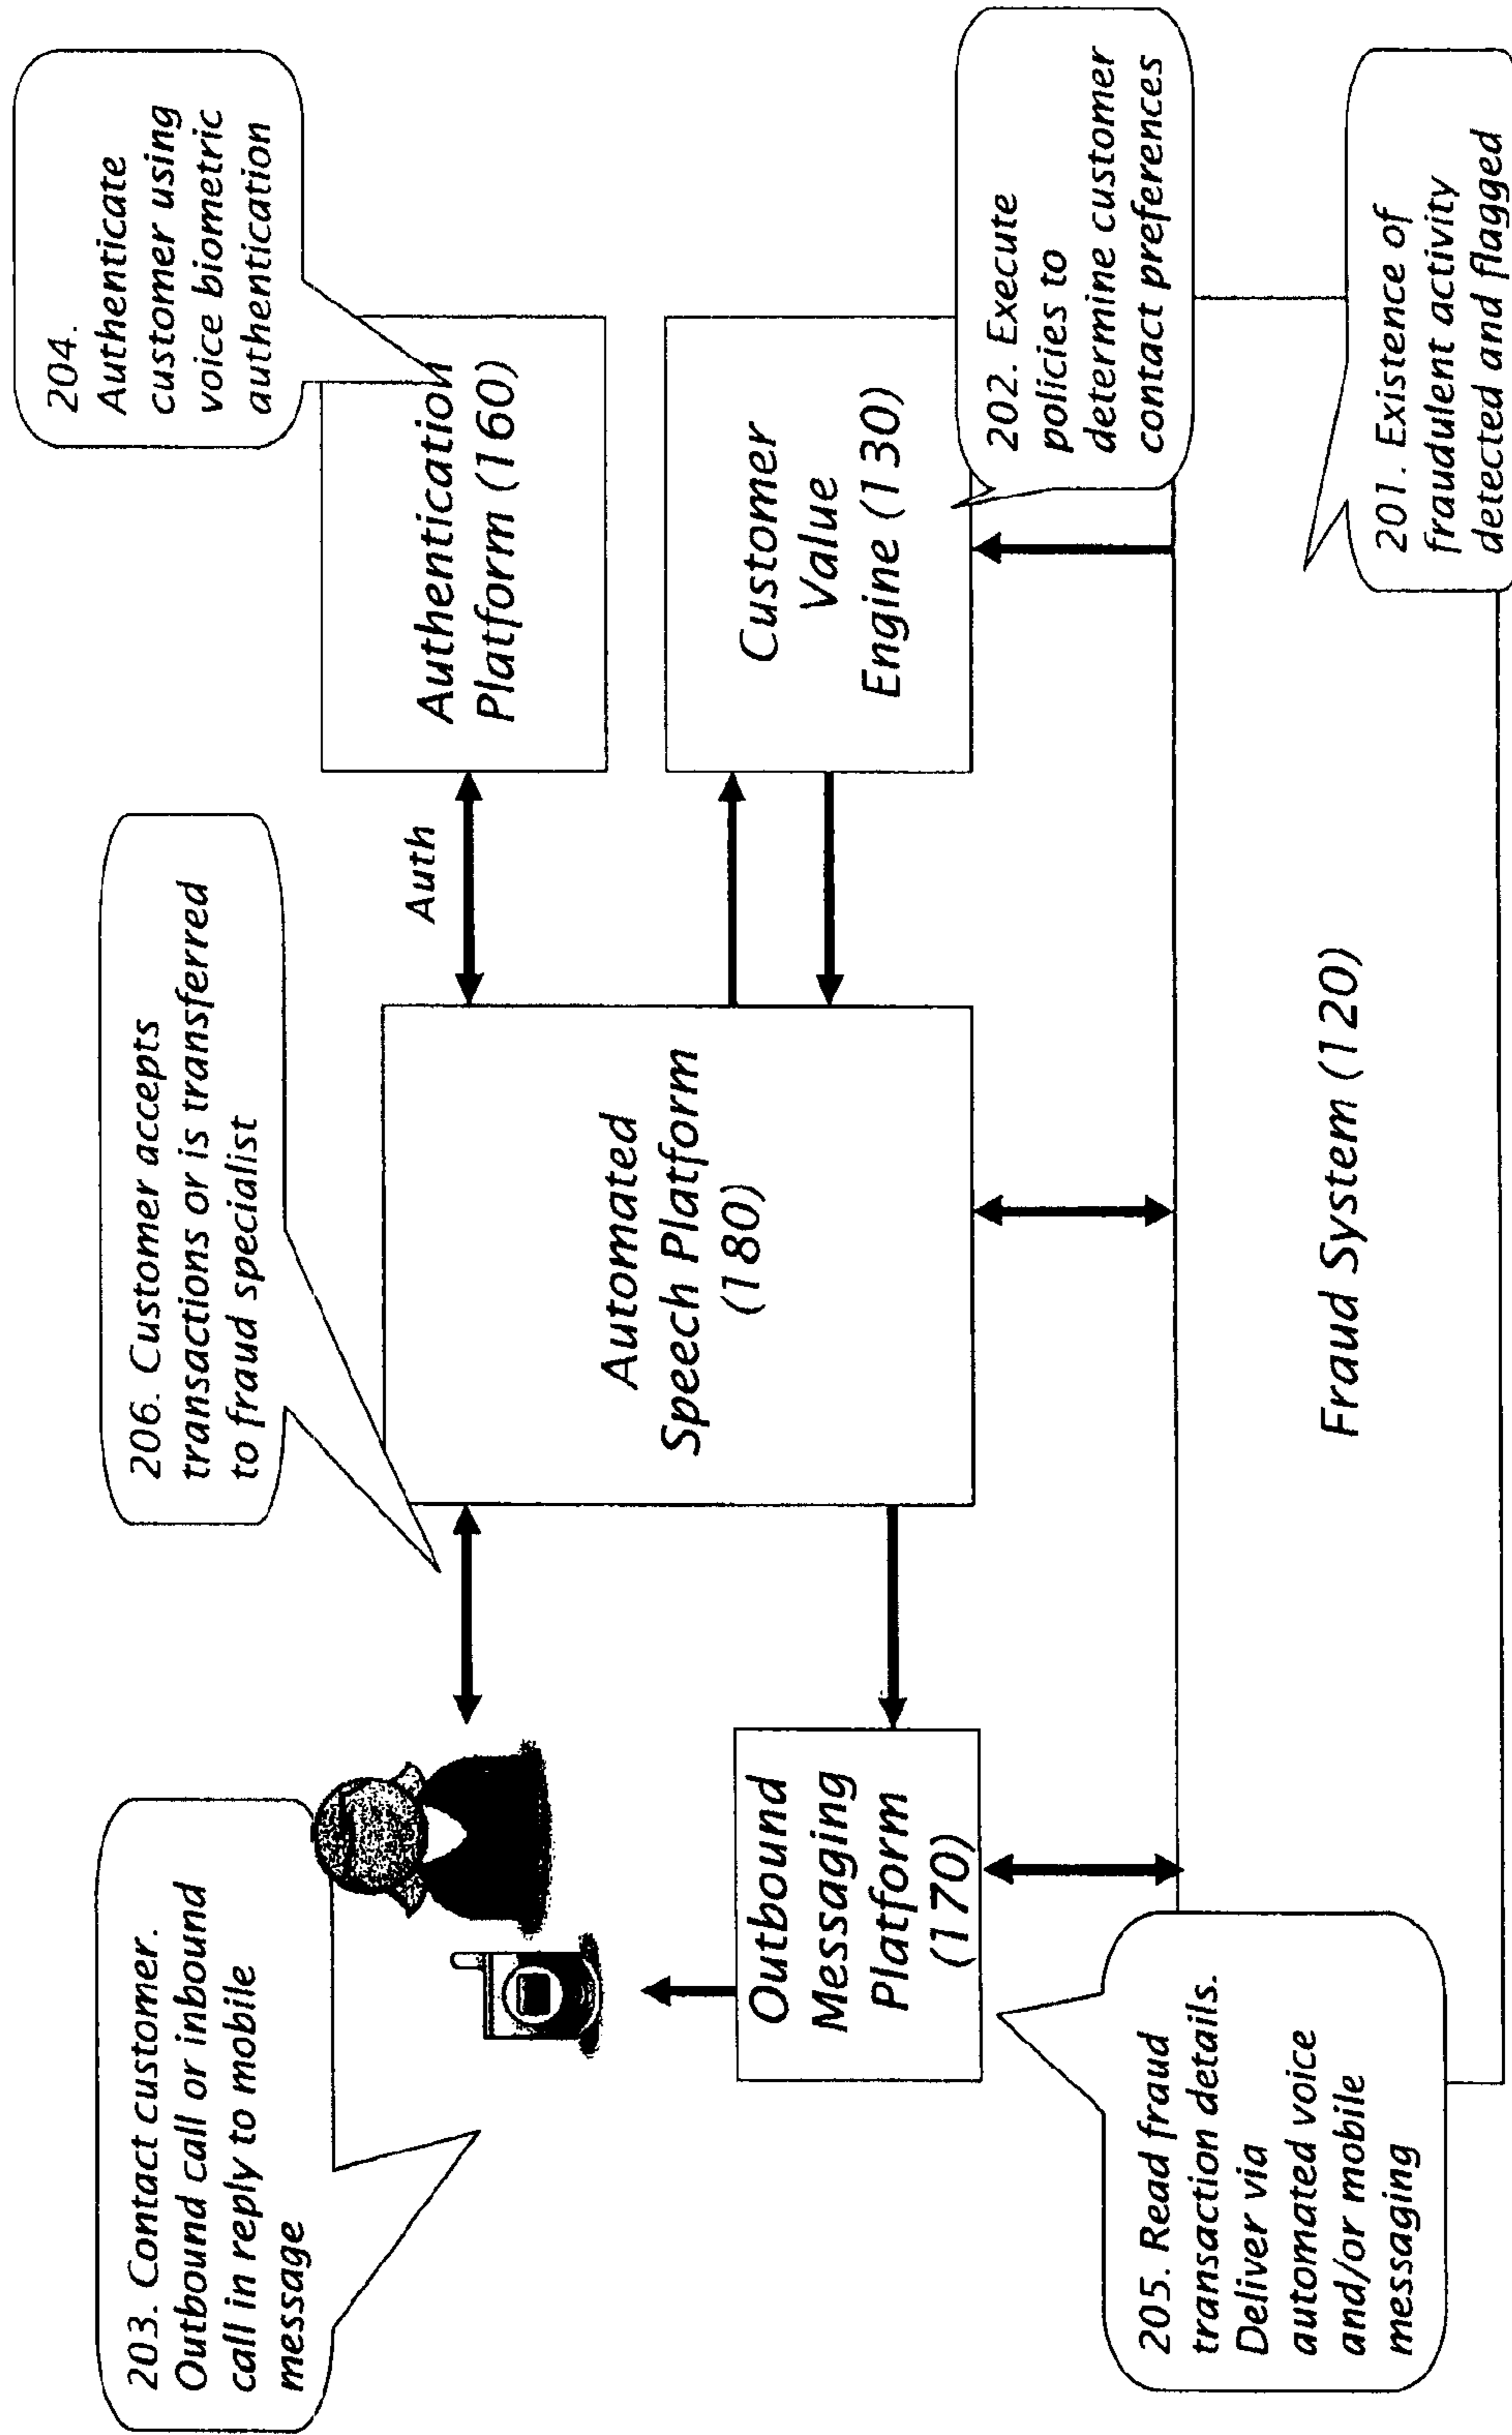 203. Contact customer.
Outbound call or inbound
call in reply to mobile
message
206. Customer accepts
transactions or is transferred
to fraud specialist
204.
Authenticate
customer using
voice biometric
authentication
Auth
Authentication
Platform (160)
Automated
Speech Platform
(180)
Customer
Value
Engine (130)
Outbound
Messaging
Platform
(170)
202. Execute
policies to
determine customer
contact preferences
205. Read fraud
transaction details.
Deliver via
automated voice
and/or mobile
messaging
Fraud System (120)
201. Existence of
fraudulent activity
detected and flagged